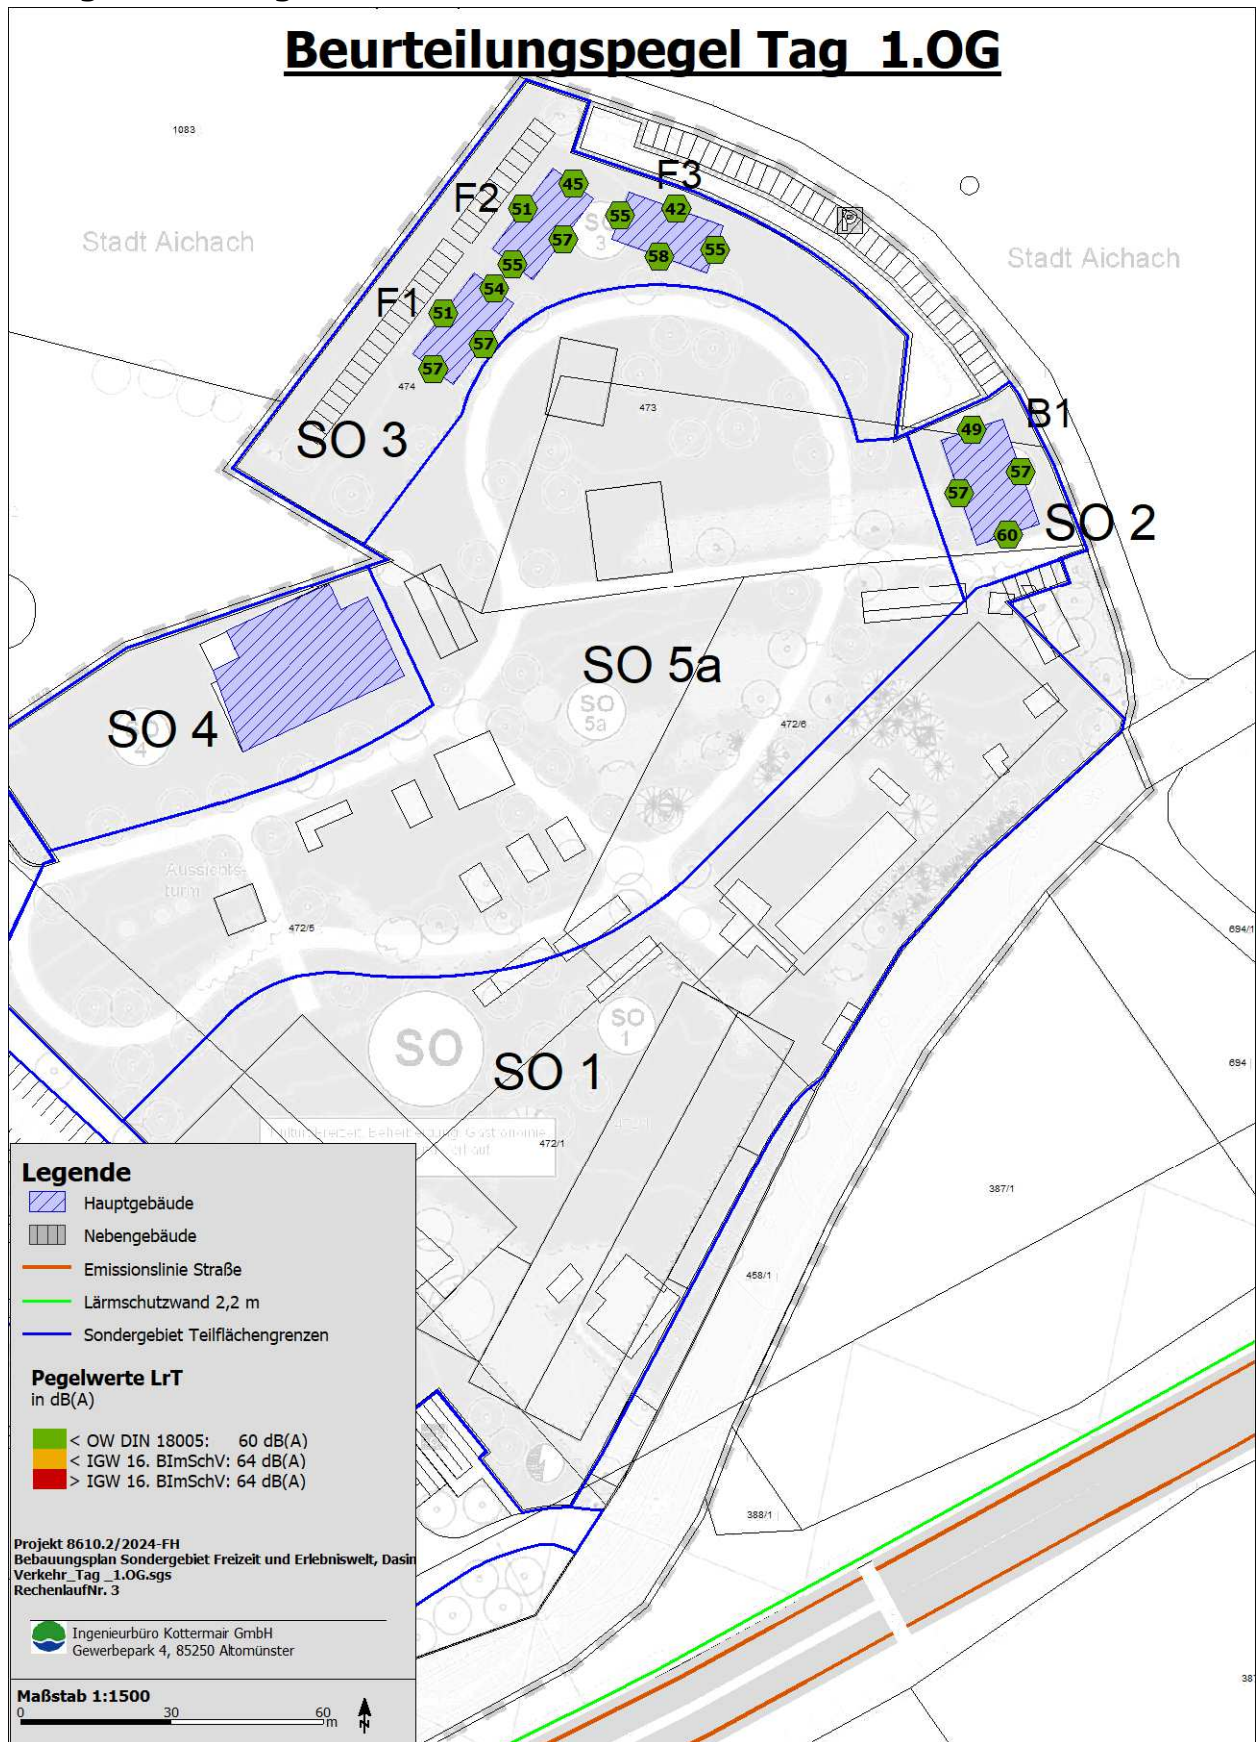 Beurteilungspegel Tag 1.OG
1083
Stadt Aichach
Stadt Aichach
F2
F3
45
51
55
42
57
55
58
55
P
SO
3
F1
54
51
57
57
474
473
SO 3
B1
49
57
57
60
SO 2
SO 5a
SO
5a
472/6
SO 4
Aussichts-
turm
472/5
694/1
SO
SO
1
SO 1
694
472/1
387/1
458/1
388/1
Legende
Hauptgebäude
Nebengebäude
Emissionslinie Straße
Lärmschutzwand 2,2 m
Sondergebiet Teilflächengrenzen
Pegelwerte LrT
in dB(A)
< OW DIN 18005: 60 dB(A)
< IGW 16. BImSchV: 64 dB(A)
> IGW 16. BImSchV: 64 dB(A)
Projekt 8610.2/2024-FH
Bebauungsplan Sondergebiet Freizeit und Erlebniswelt, Dasin
Verkehr_Tag _1.OG.sgs
RechenlaufNr. 3
Ingenieurbüro Kottermair GmbH
Gewerbepark 4, 85250 Altomünster
Maßstab 1:1500
0 30 60
m
N